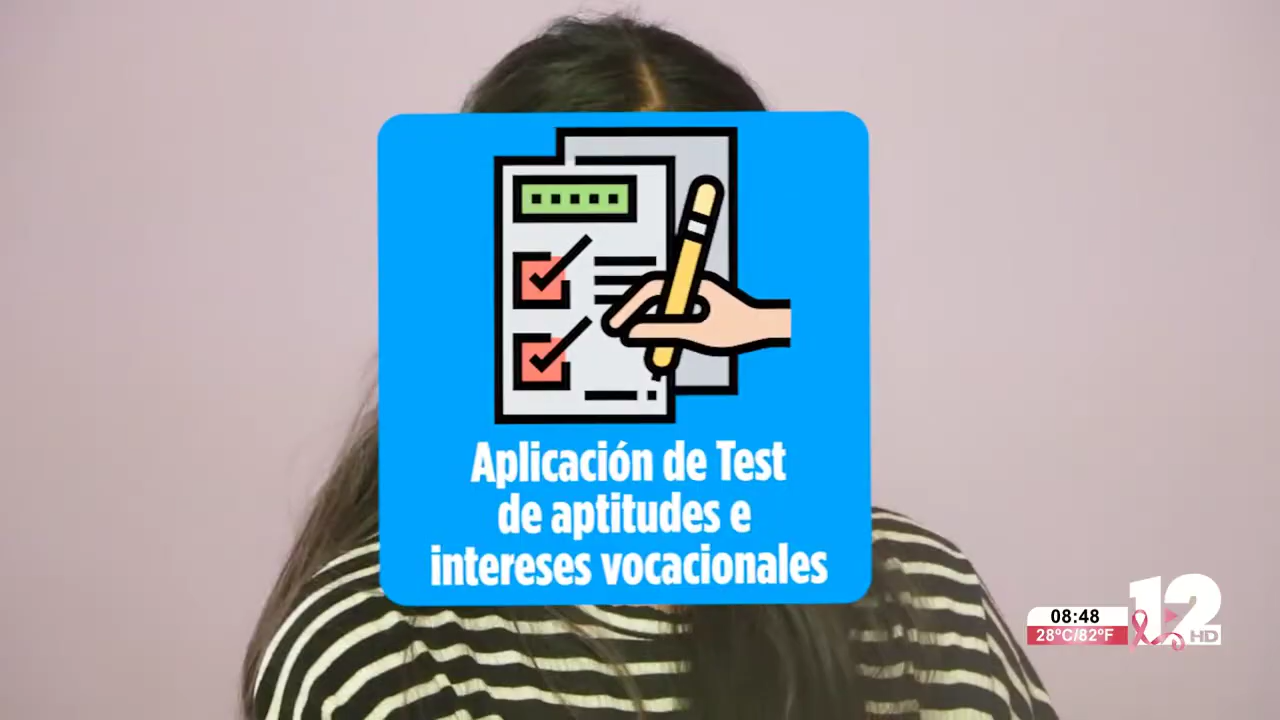 Aplicación de Test
de aptitudes e
intereses vocacionales
08:48
28°C/82°F
12
HD